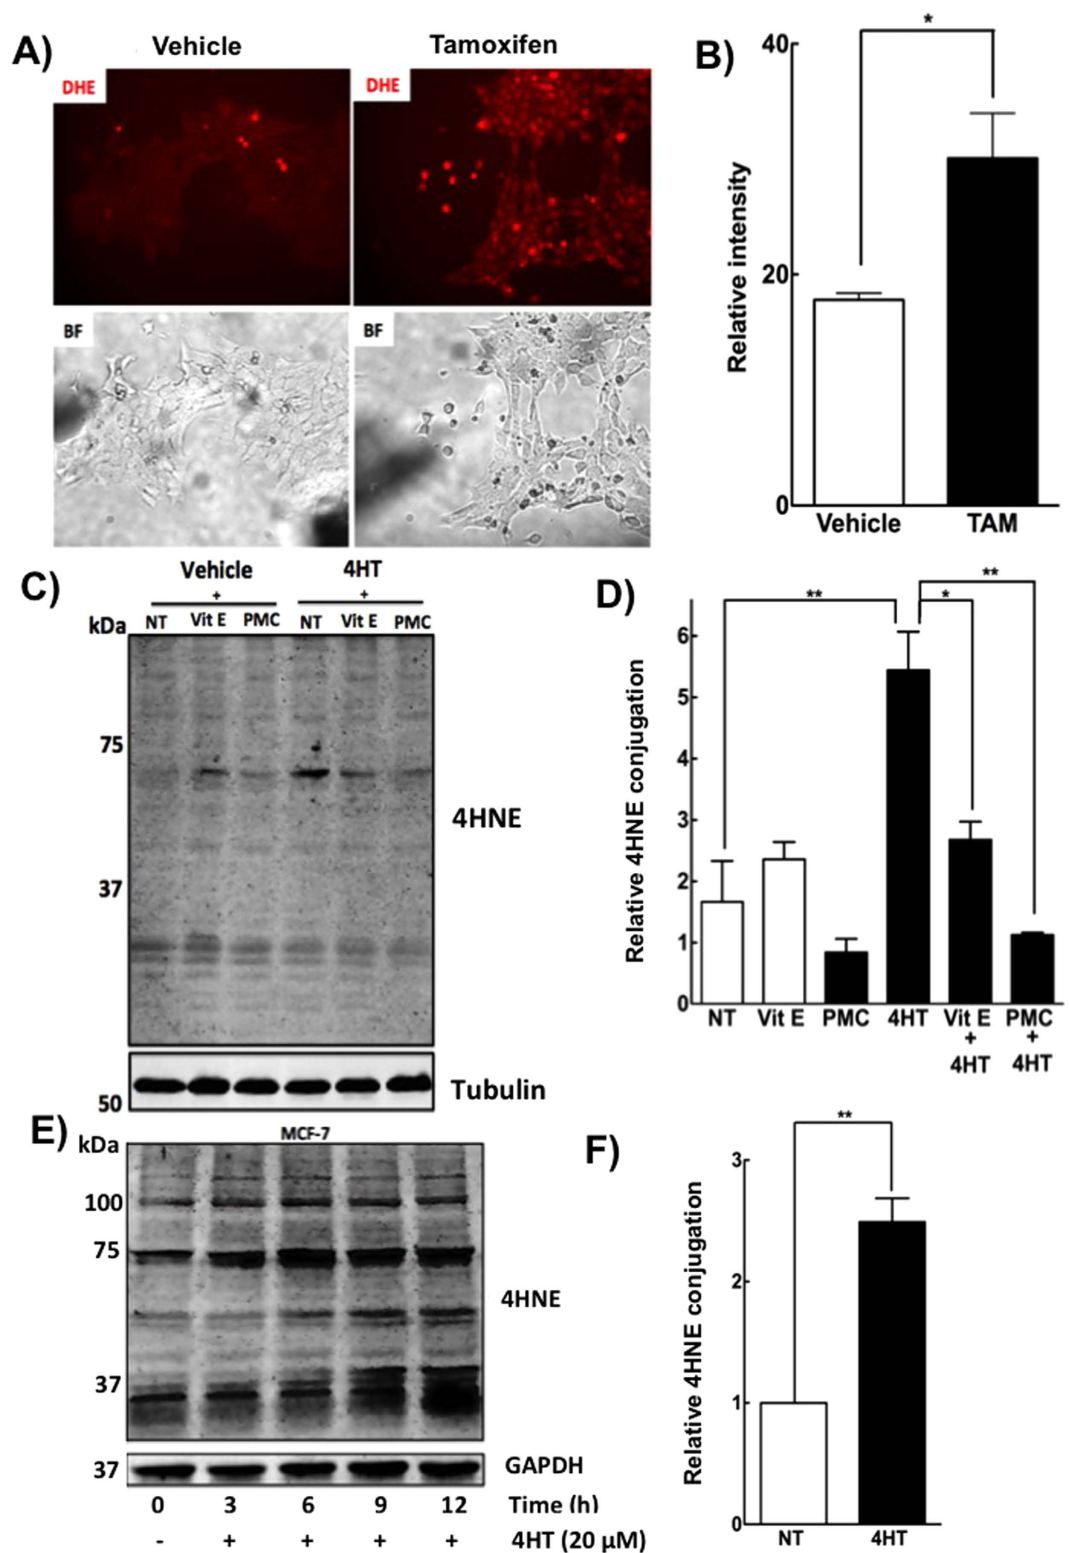 A)
Vehicle
Tamoxifen
DHE
DHE
BF
BF
B)
*
40
20
0
Relative intensity
Vehicle
TAM
C)
Vehicle
4HT
+
+
kDa
NT
Vit E
PMC
NT
Vit E
PMC
75
37
4HNE
50
Tubulin
D)
**
**
*
6
5
4
3
2
1
0
Relative 4HNE conjugation
NT
Vit E
PMC
4HT
Vit E
+
4HT
PMC
+
4HT
E)
MCF-7
kDa
100
75
37
4HNE
37
GAPDH
0 3 6 9 12 Time (h)
- + + + + 4HT (20 µM)
F)
**
3
2
1
0
Relative 4HNE conjugation
NT
4HT